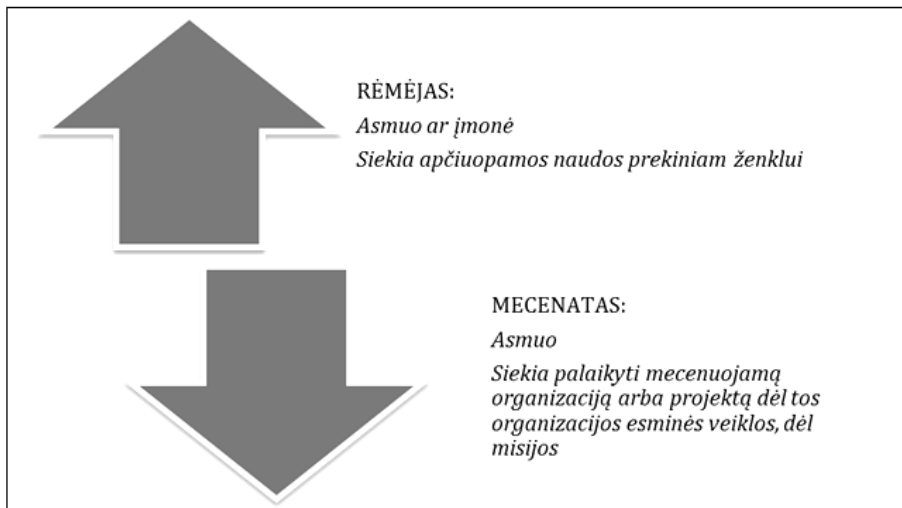 RĖMĖJAS:
Asmuo ar įmonė
Siekia apčiuopamos naudos prekiniam ženklui
MECENATAS:
Asmuo
Siekia palaikyti mecenuojamą
organizaciją arba projektą dėl tos
organizacijos esminės veiklos, dėl
misijos